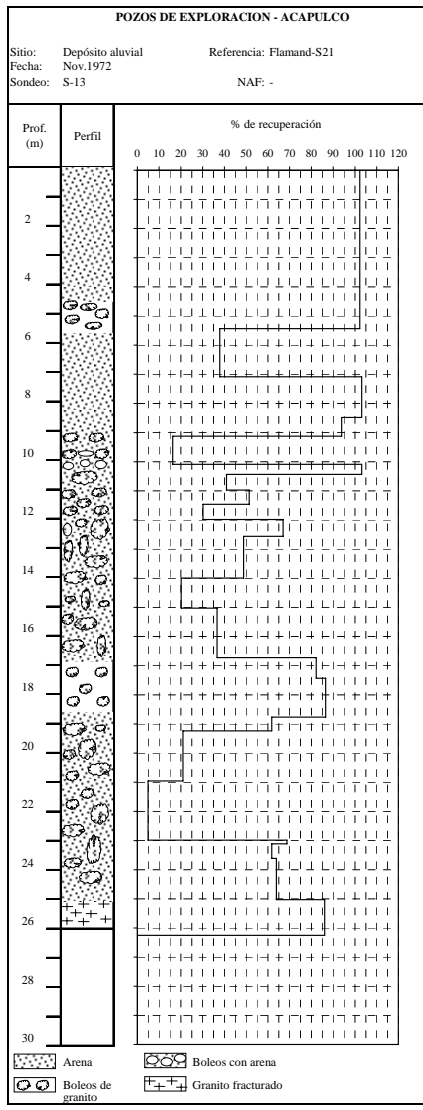 POZOS DE EXPLORACION - ACAPULCO
Sitio: Depósito aluvial Referencia: Flamand-S21
Fecha: Nov.1972
Sondeo: S-13 NAF: -
Prof. (m) Perfil % de recuperación
0 10 20 30 40 50 60 70 80 90 100 110 120
2
4
6
8
10
12
14
16
18
20
22
24
26
28
30
Arena Boleos con arena
Boleos de granito Granito fracturado